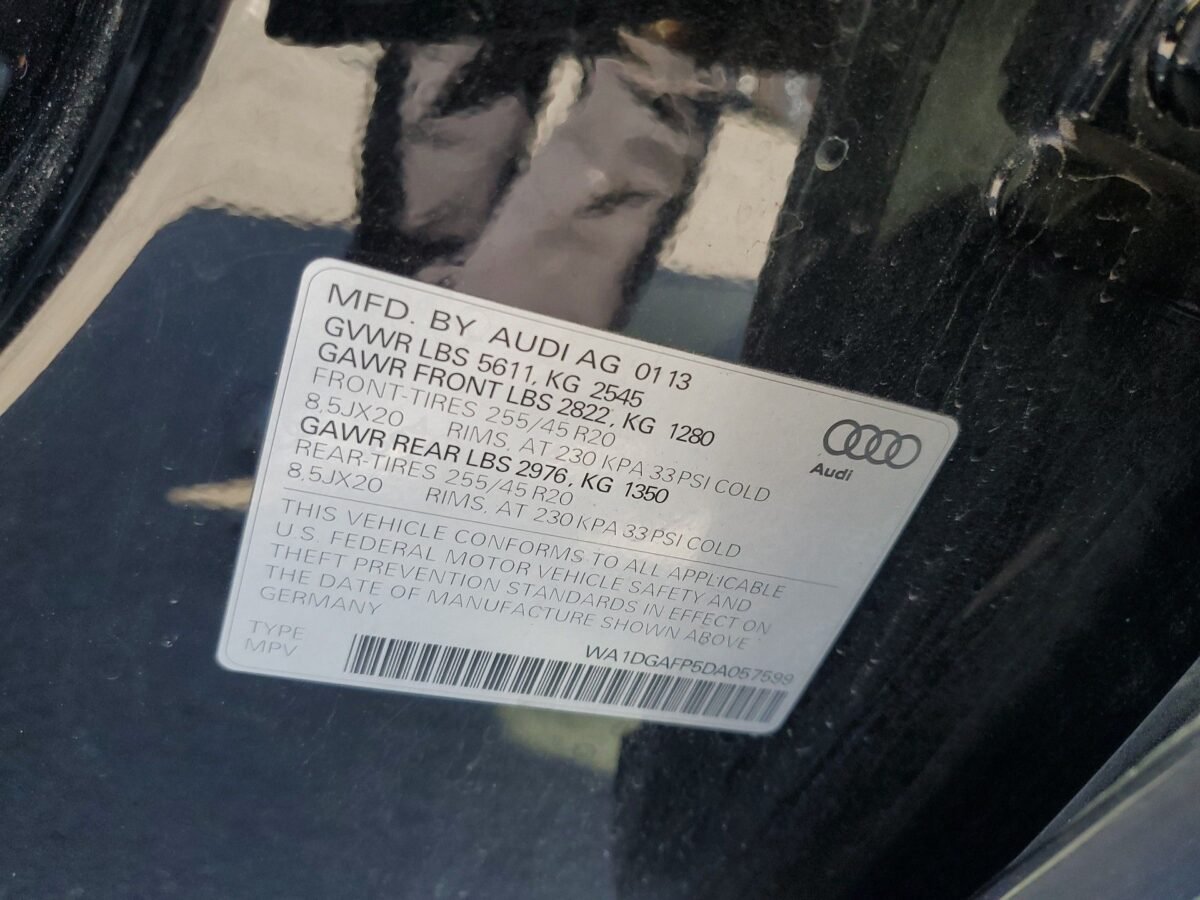 MFD. BY AUDI AG 01 13
GVWR LBS 5611, KG 2545
GAWR FRONT LBS 2822, KG 1280
FRONT-TIRES 255/45 R20
8,5JX20 RIMS, AT 230 KPA 33 PSI COLD
GAWR REAR LBS 2976, KG 1350
REAR-TIRES 255/45 R20
8,5JX20 RIMS, AT 230 KPA 33 PSI COLD
Audi
THIS VEHICLE CONFORMS TO ALL APPLICABLE
U.S. FEDERAL MOTOR VEHICLE SAFETY AND
THEFT PREVENTION STANDARDS IN EFFECT ON
THE DATE OF MANUFACTURE SHOWN ABOVE
GERMANY
TYPE WA1DGAFP5DA057599
MPV